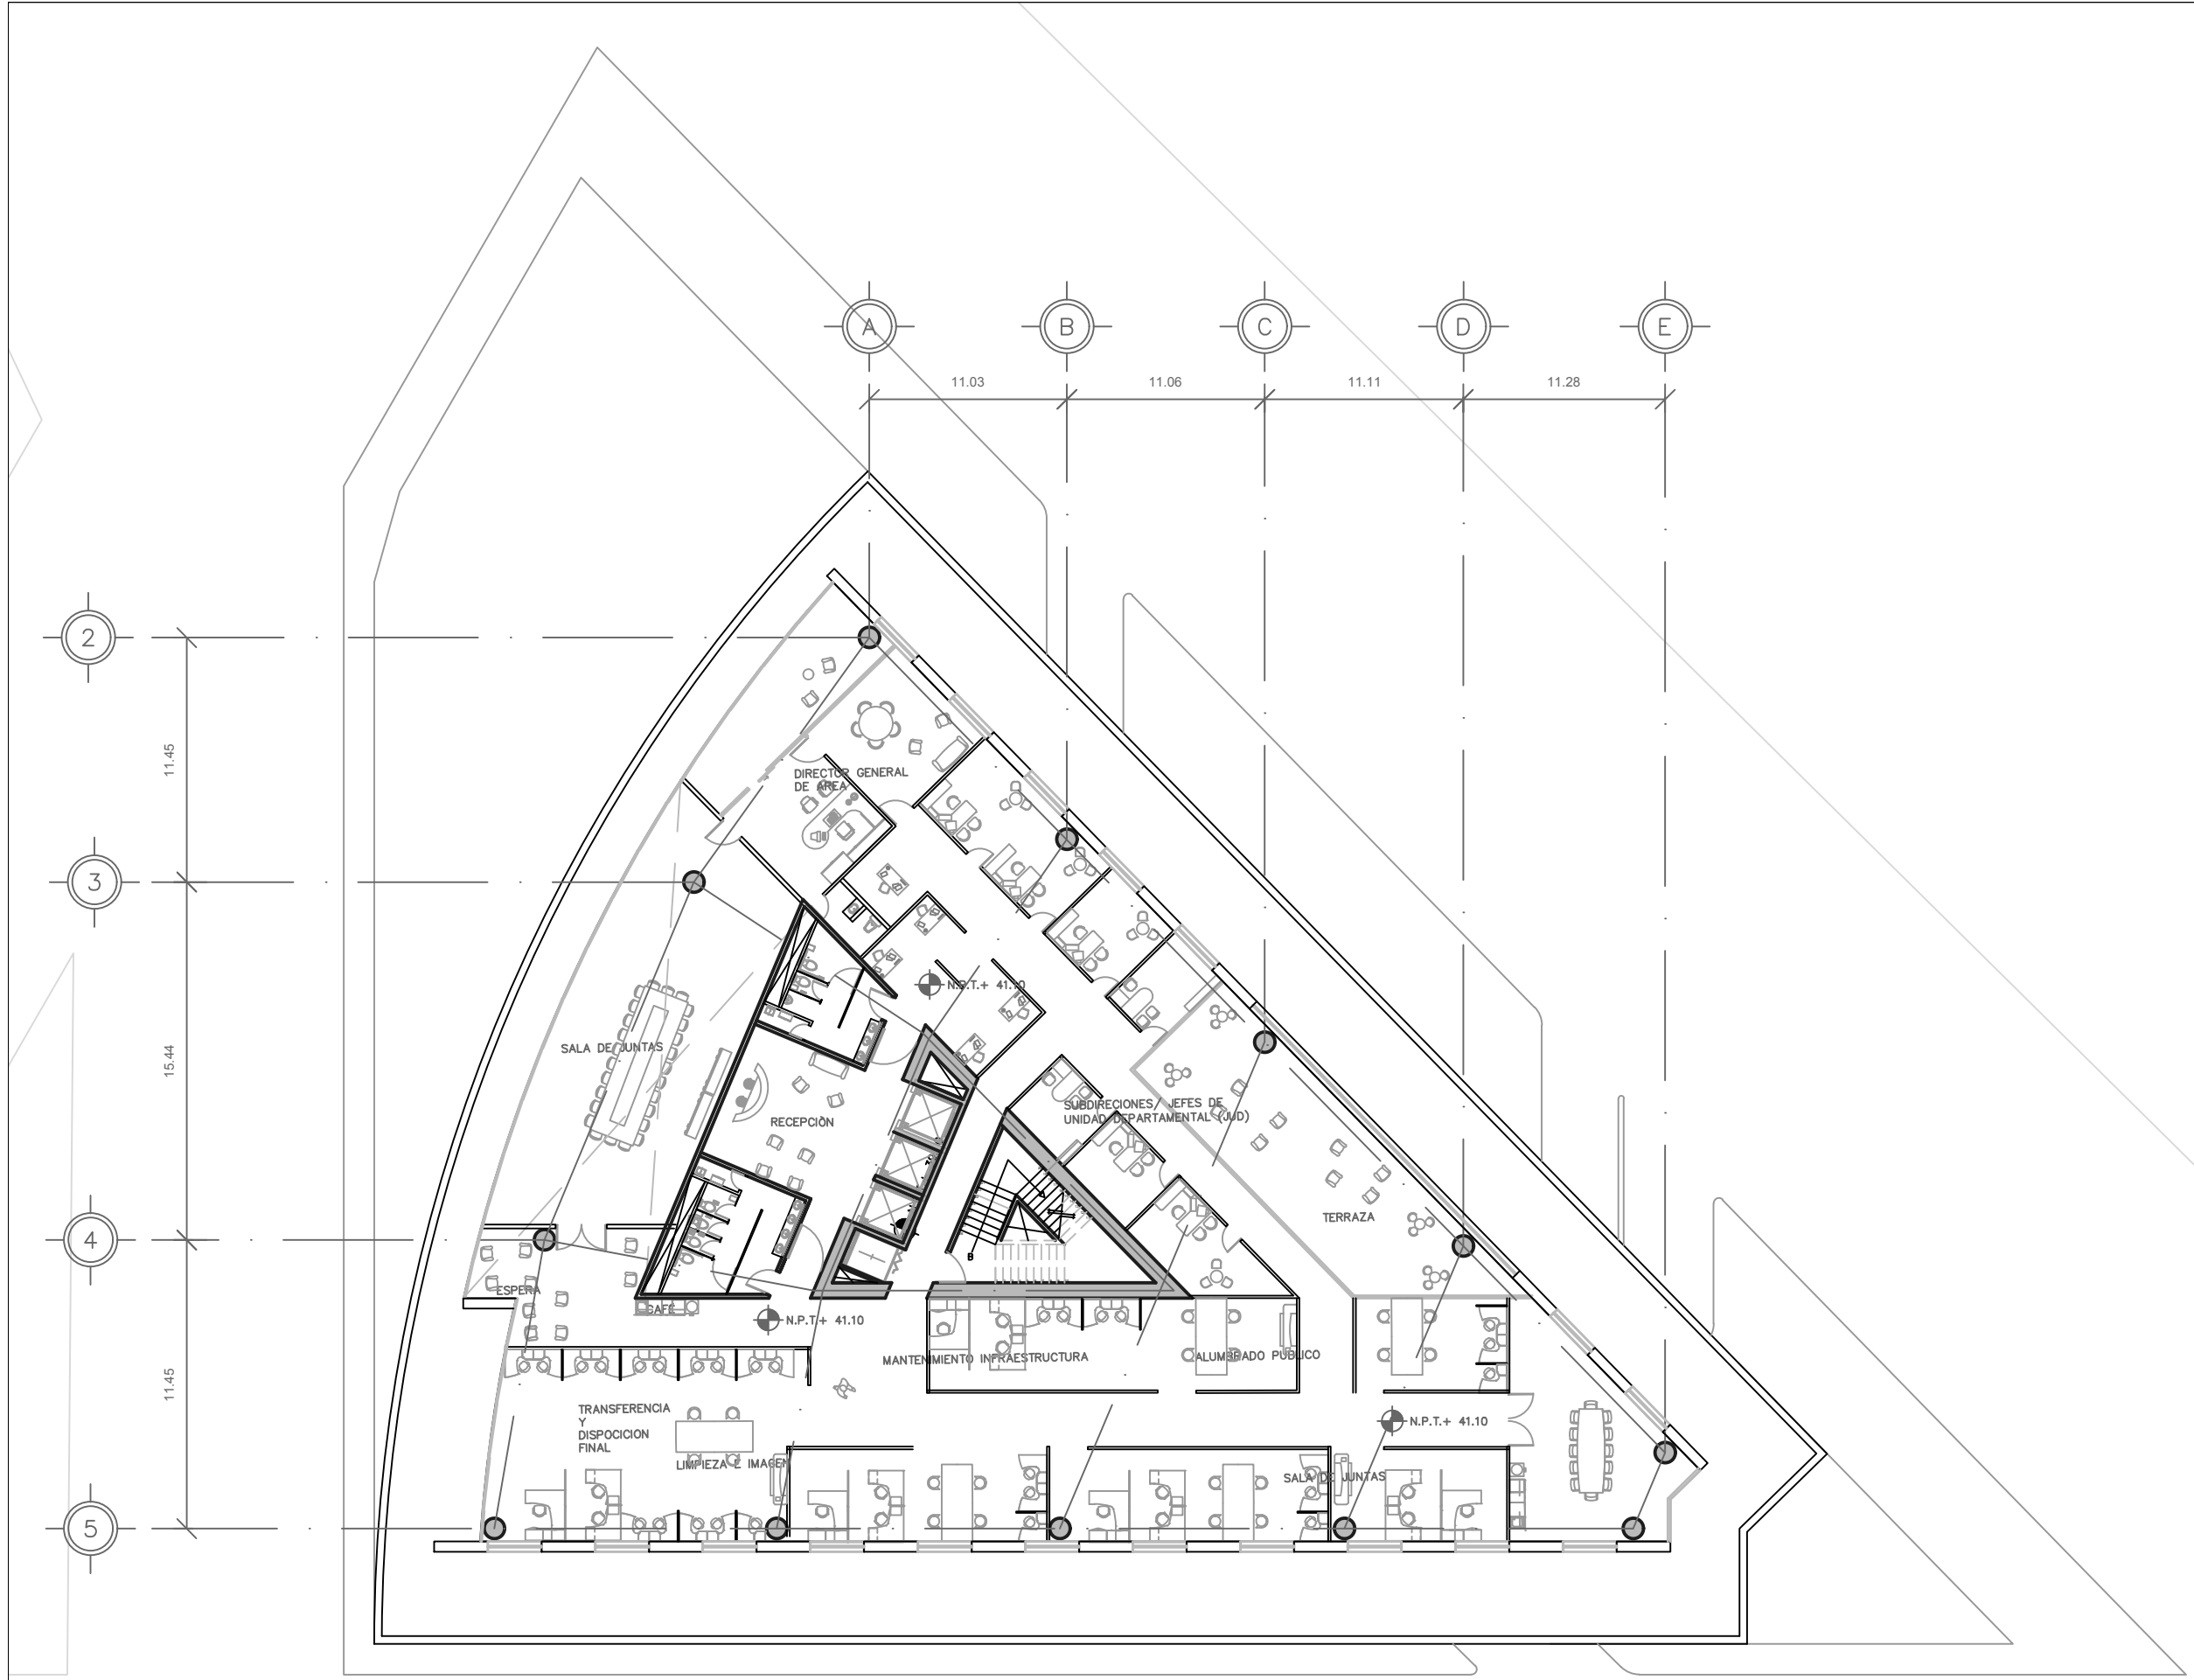 A
B
C
D
E
11.03
11.06
11.11
11.28
2
3
4
5
11.45
15.44
11.45
DIRECTOR GENERAL
DE AREA
N.P.T.+ 41.10
SALA DE JUNTAS
RECEPCIÒN
SUBDIRECIONES/ JEFES DE
UNIDAD DEPARTAMENTAL (JUD)
TERRAZA
B
ESPERA
CAFE
N.P.T.+ 41.10
MANTENIMIENTO INFRAESTRUCTURA
ALUMBRADO PUBLICO
TRANSFERENCIA
Y
DISPOCICION
FINAL
N.P.T.+ 41.10
LIMPIEZA E IMAGEN
SALA DE JUNTAS